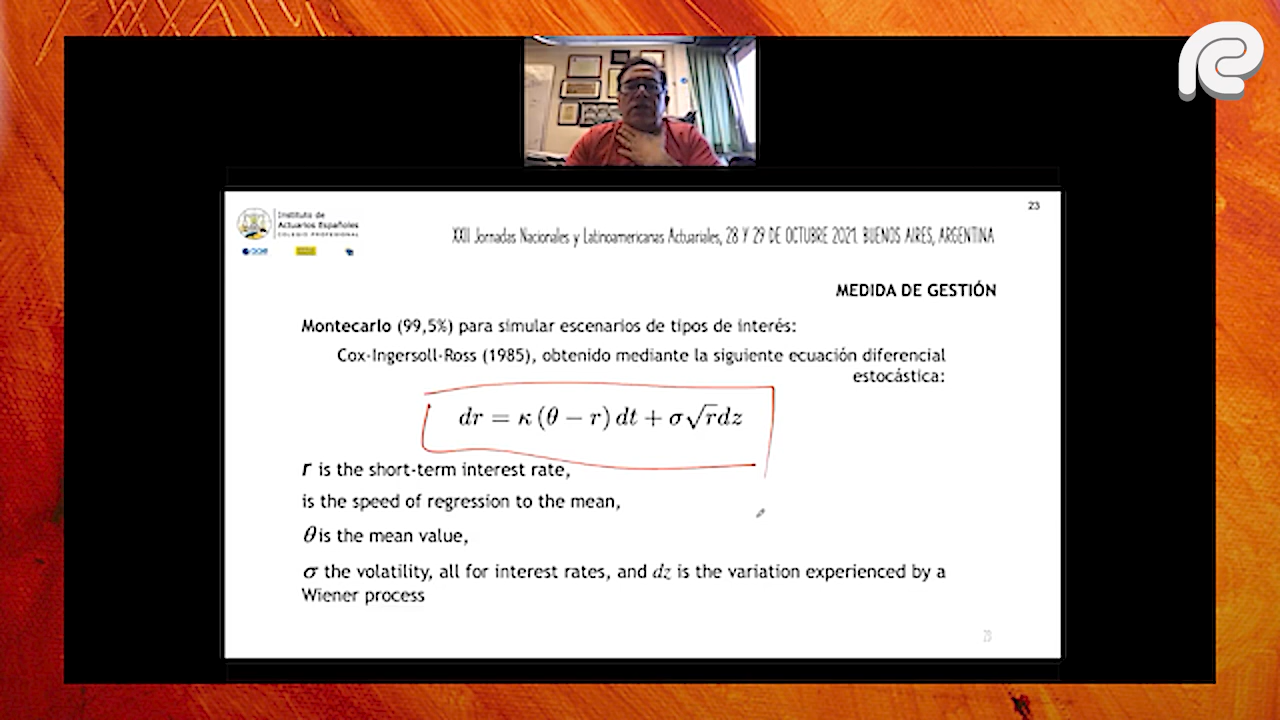 Instituto de
Actuarios Españoles
COLEGIO PROFESIONAL
23
XXII Jornadas Nacionales y Latinoamericanas Actuariales, 28 Y 29 DE OCTUBRE 2021. BUENOS AIRES, ARGENTINA
MEDIDA DE GESTIÓN
Montecarlo (99,5%) para simular escenarios de tipos de interés:
Cox-Ingersoll-Ross (1985), obtenido mediante la siguiente ecuación diferencial
estocástica:
dr = κ (θ − r) dt + σ√r dz
r is the short-term interest rate,
is the speed of regression to the mean,
θ is the mean value,
σ the volatility, all for interest rates, and dz is the variation experienced by a
Wiener process
23